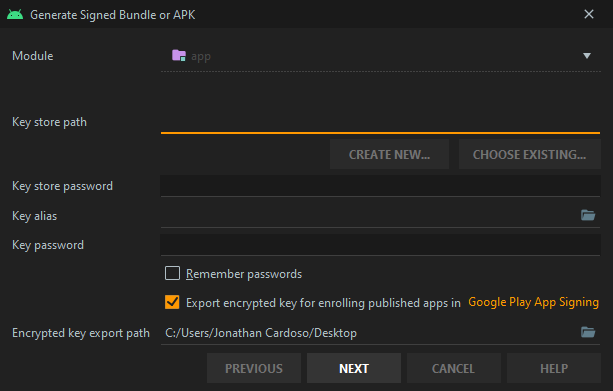 Generate Signed Bundle or APK
Module
app
Key store path
CREATE NEW... CHOOSE EXISTING...
Key store password
Key alias
Key password
Remember passwords
Export encrypted key for enrolling published apps in Google Play App Signing
Encrypted key export path C:/Users/Jonathan Cardoso/Desktop
PREVIOUS NEXT CANCEL HELP